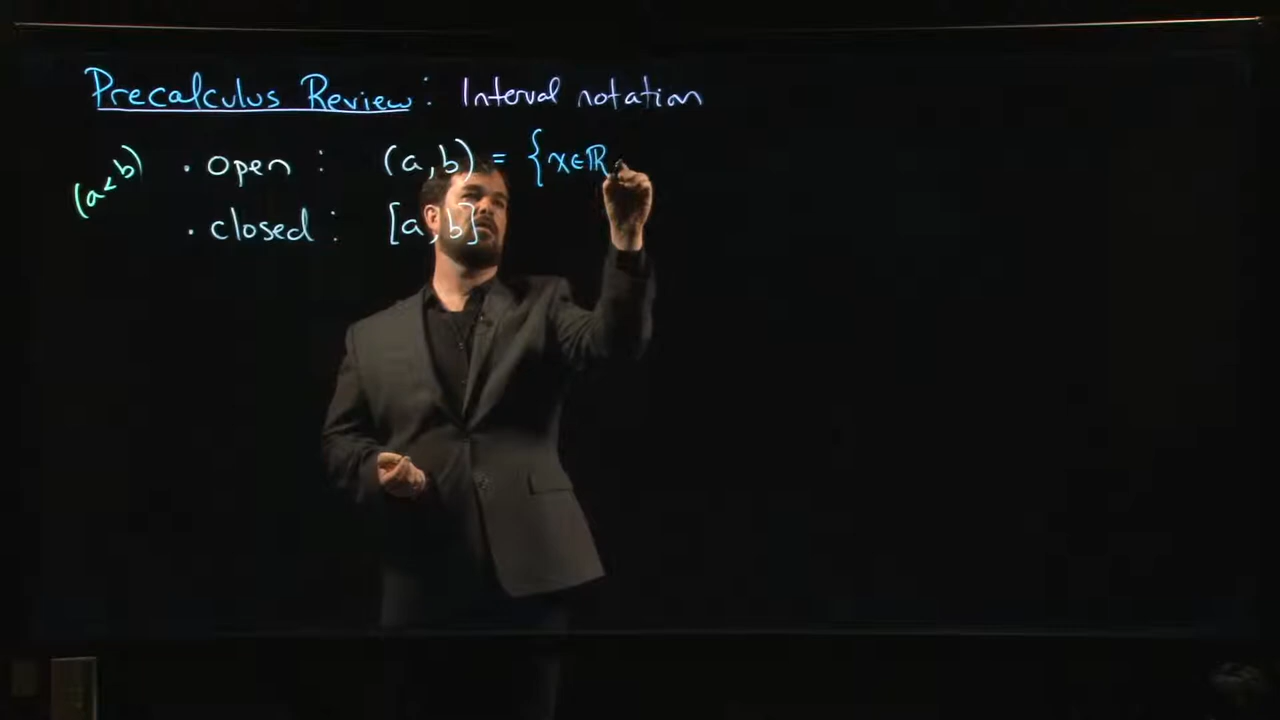 Precalculus Review: Interval notation
(a<b) · open : (a,b) = {x∈ℝ
· closed : [a,b]